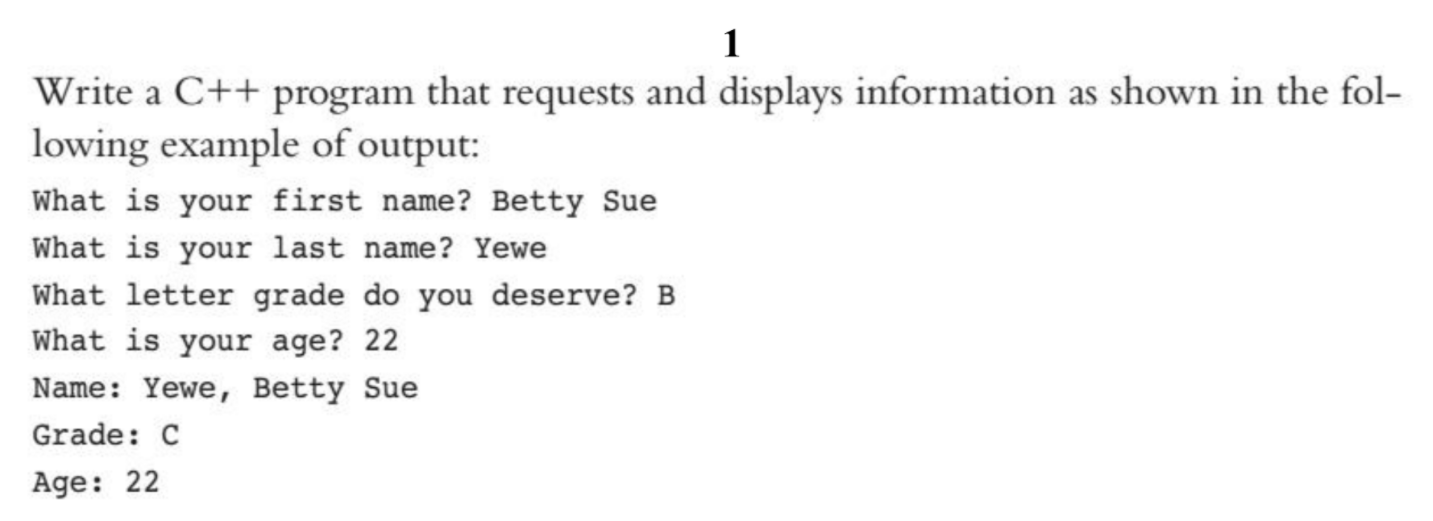 1
Write a C++ program that requests and displays information as shown in the fol-
lowing example of output:
What is your first name? Betty Sue
What is your last name? Yewe
What letter grade do you deserve? B
What is your age? 22
Name: Yewe, Betty Sue
Grade: C
Age: 22